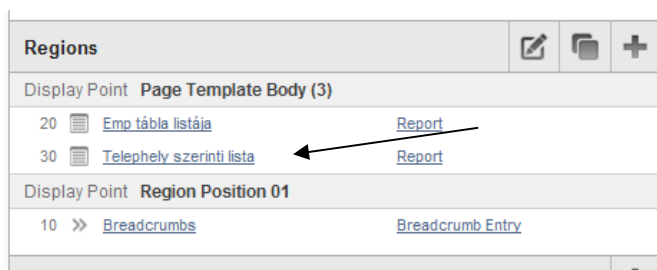 Regions
Display Point Page Template Body (3)
20 Emp tábla listája Report
30 Telephely szerinti lista Report
Display Point Region Position 01
10 Breadcrumbs Breadcrumb Entry